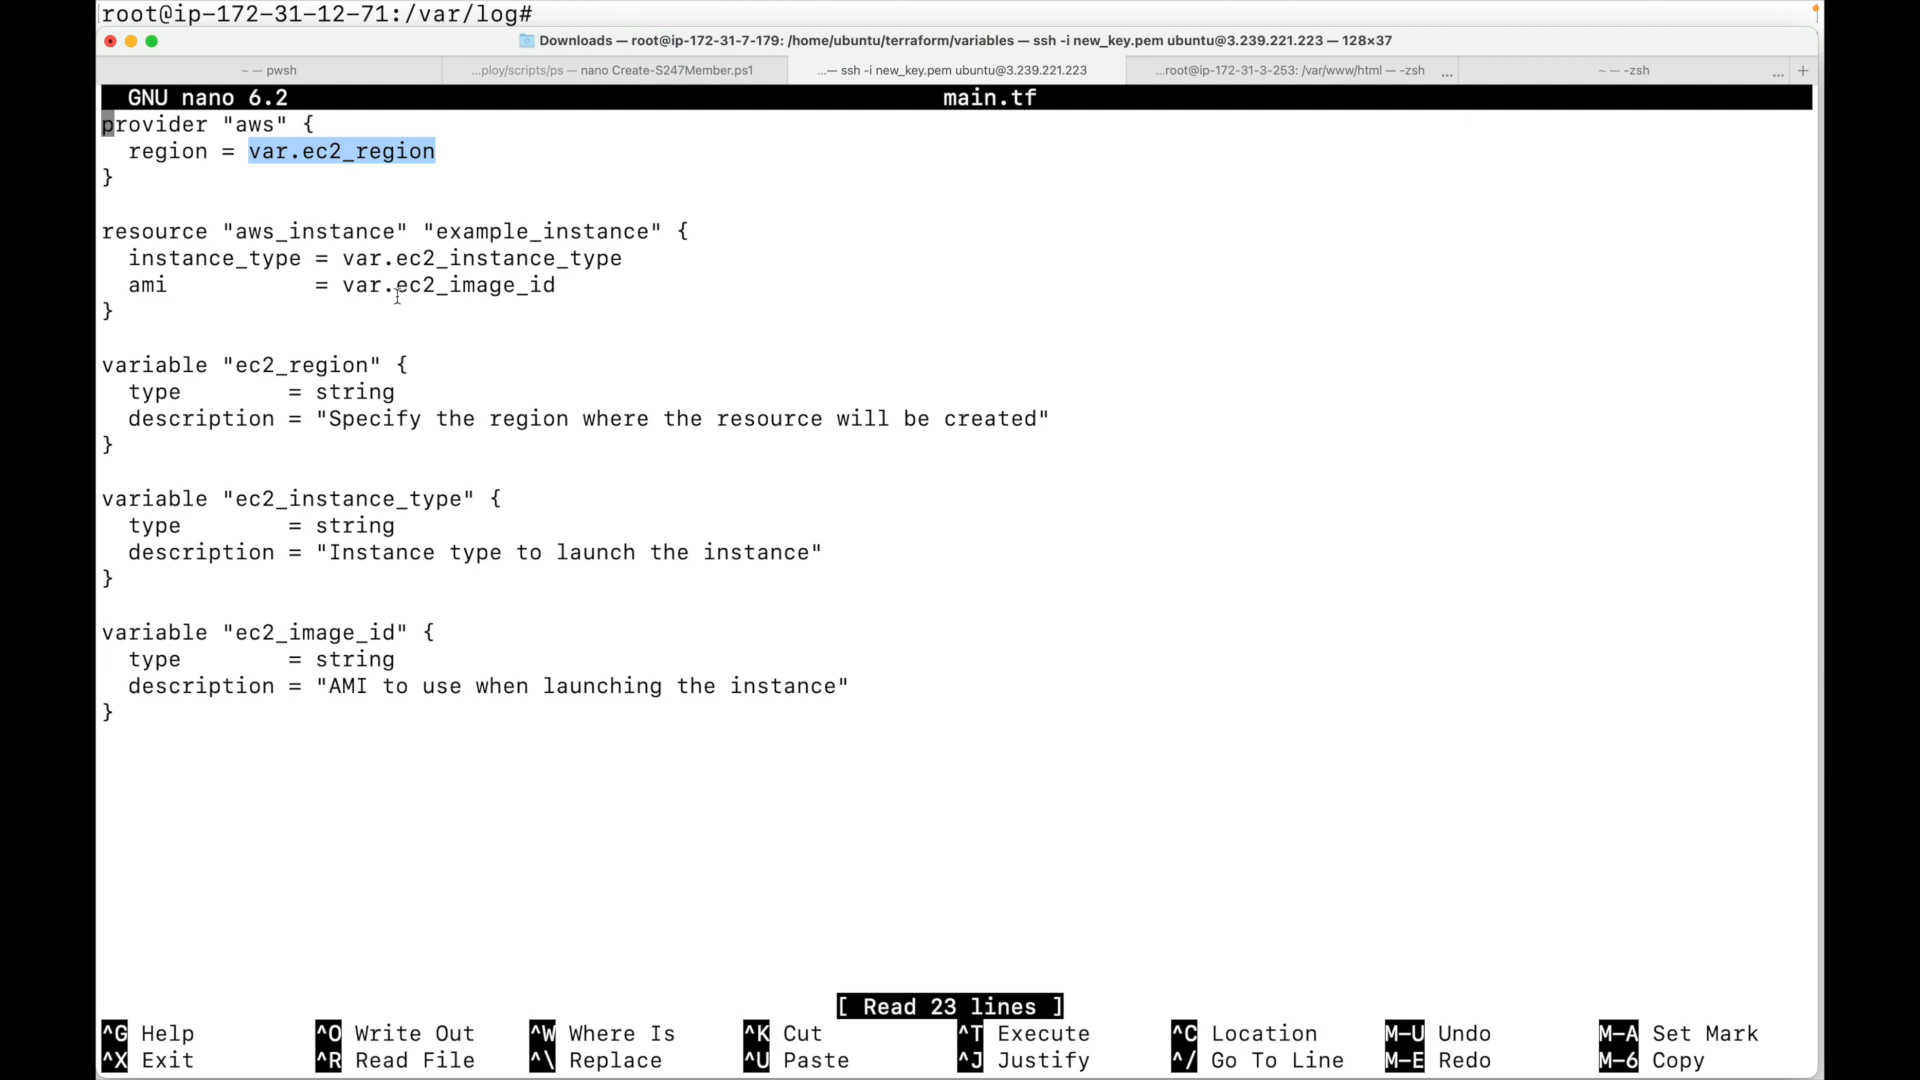 root@ip-172-31-12-71:/var/log#
Downloads — root@ip-172-31-7-179: /home/ubuntu/terraform/variables — ssh -i new_key.pem ubuntu@3.239.221.223 — 128×37
~ — pwsh
...ploy/scripts/ps — nano Create-S247Member.ps1
...— ssh -i new_key.pem ubuntu@3.239.221.223
...root@ip-172-31-3-253: /var/www/html — -zsh ...
~ — -zsh ... +
GNU nano 6.2 main.tf
provider "aws" {
  region = var.ec2_region
}

resource "aws_instance" "example_instance" {
  instance_type = var.ec2_instance_type
  ami           = var.ec2_image_id
}

variable "ec2_region" {
  type        = string
  description = "Specify the region where the resource will be created"
}

variable "ec2_instance_type" {
  type        = string
  description = "Instance type to launch the instance"
}

variable "ec2_image_id" {
  type        = string
  description = "AMI to use when launching the instance"
}

[ Read 23 lines ]
^G Help ^O Write Out ^W Where Is ^K Cut ^T Execute ^C Location M-U Undo M-A Set Mark
^X Exit ^R Read File ^\ Replace ^U Paste ^J Justify ^/ Go To Line M-E Redo M-6 Copy